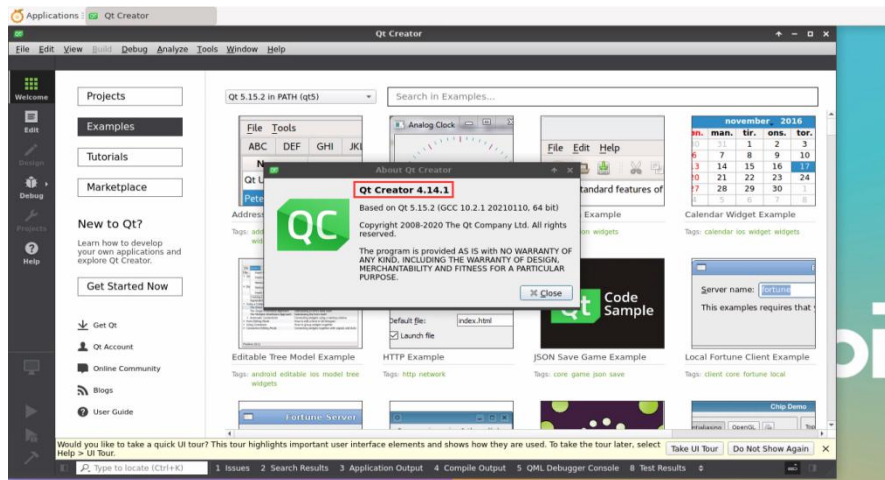 Applications
Qt Creator
Qt Creator
File Edit View Build Debug Analyze Tools Window Help
Welcome
Edit
Design
Debug
Projects
Help
Projects
Examples
Tutorials
Marketplace
New to Qt?
Learn how to develop
your own applications and
explore Qt Creator.
Get Started Now
Get Qt
Qt Account
Online Community
Blogs
User Guide
Qt 5.15.2 in PATH (qt5)
Search in Examples...
File Tools
ABC DEF GHI JKL
Analog Clock
File Edit Help
november 2016
man. tir. ons. tor.
31 1 2 3
6 7 8 9 10
13 14 15 16 17
20 21 22 23 24
27 28 29 30 1
4 5 6 7 8
About Qt Creator
QC
Qt Creator 4.14.1
Based on Qt 5.15.2 (GCC 10.2.1 20210110, 64 bit)
Copyright 2008-2020 The Qt Company Ltd. All rights
reserved.
The program is provided AS IS with NO WARRANTY OF
ANY KIND, INCLUDING THE WARRANTY OF DESIGN,
MERCHANTABILITY AND FITNESS FOR A PARTICULAR
PURPOSE.
Close
standard features of
Example
Calendar Widget Example
Tags: calendar ios widget widgets
Default file: index.html
Launch file
Qt Code
Sample
Server name: fortune
This examples requires that
Editable Tree Model Example
Tags: android editable ios model tree
widgets
HTTP Example
Tags: http network
JSON Save Game Example
Tags: core game json save
Local Fortune Client Example
Tags: client core fortune local
Fortune Server
Chip Demo
OpenGL
Would you like to take a quick UI tour? This tour highlights important user interface elements and shows how they are used. To take the tour later, select
Help > UI Tour.
Take UI Tour
Do Not Show Again
Type to locate (Ctrl+K)
1 Issues 2 Search Results 3 Application Output 4 Compile Output 5 QML Debugger Console 8 Test Results